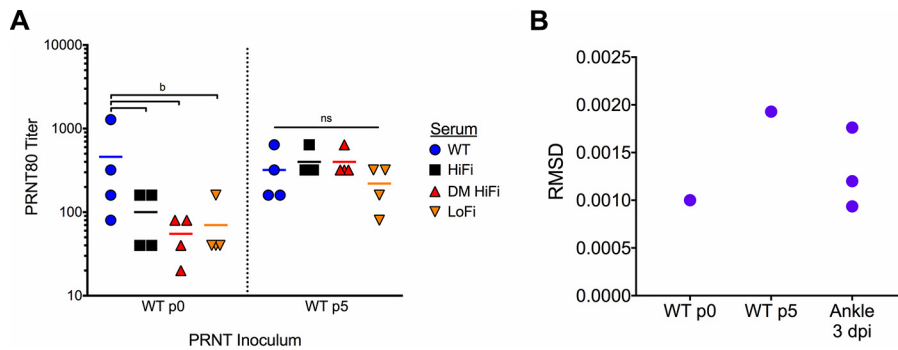 A
B
10000
1000
100
10
PRNT80 Titer
b
ns
WT p0
WT p5
PRNT Inoculum
Serum
WT
HiFi
DM HiFi
LoFi
0.0025
0.0020
0.0015
0.0010
0.0005
0.0000
RMSD
WT p0
WT p5
Ankle
3 dpi